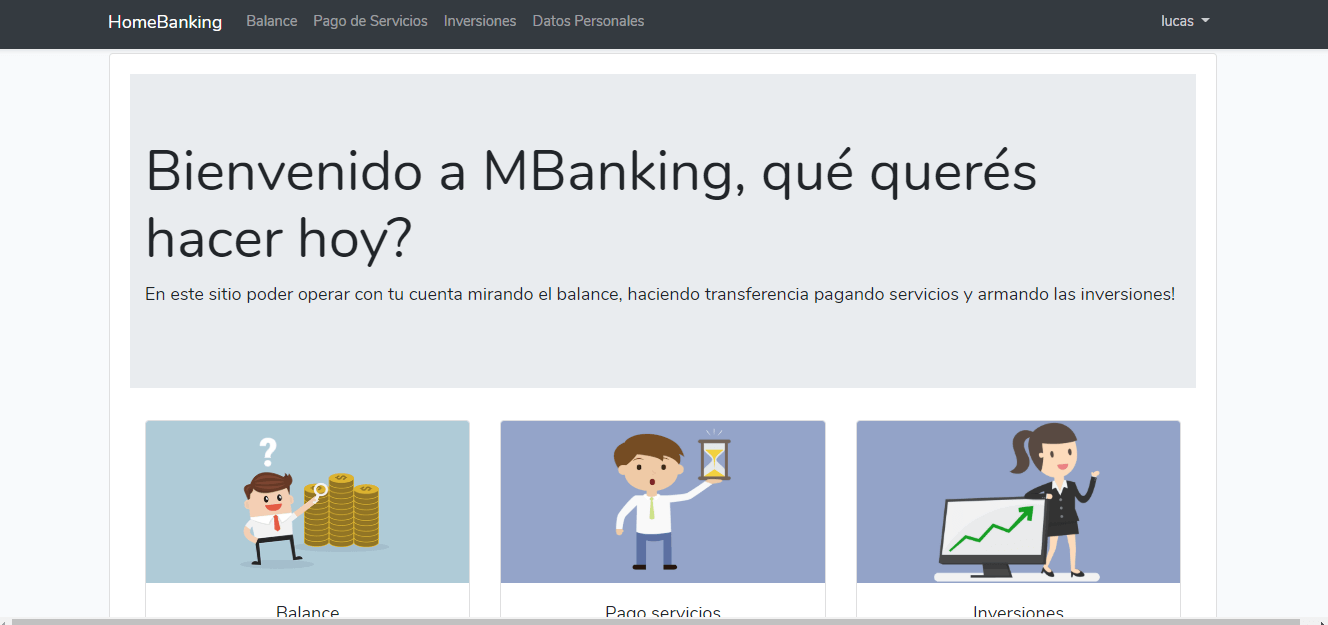 HomeBanking Balance Pago de Servicios Inversiones Datos Personales lucas
Bienvenido a MBanking, qué querés
hacer hoy?
En este sitio poder operar con tu cuenta mirando el balance, haciendo transferencia pagando servicios y armando las inversiones!
?
Balance Pago servicios Inversiones